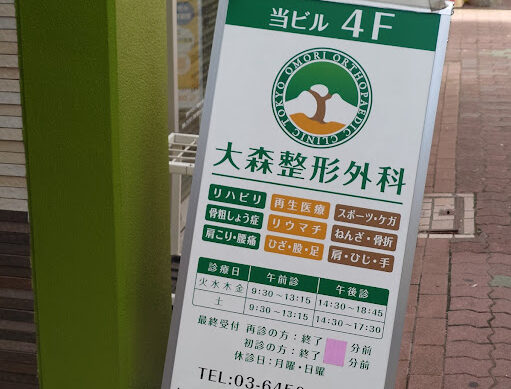 当ビル 4F
TOKYO OMORI ORTHOPAEDIC CLINIC
大森整形外科
リハビリ 再生医療 スポーツ・ケガ
骨粗しょう症 リウマチ ねんざ・骨折
肩こり・腰痛 ひざ・股・足 肩・ひじ・手
診療日 午前診 午後診
火水木金 9:30~13:15 14:30~18:45
土 9:30~13:15 14:30~17:30
最終受付 再診の方:終了 分前
初診の方:終了 分前
休診日:月曜・日曜
TEL:03-6450